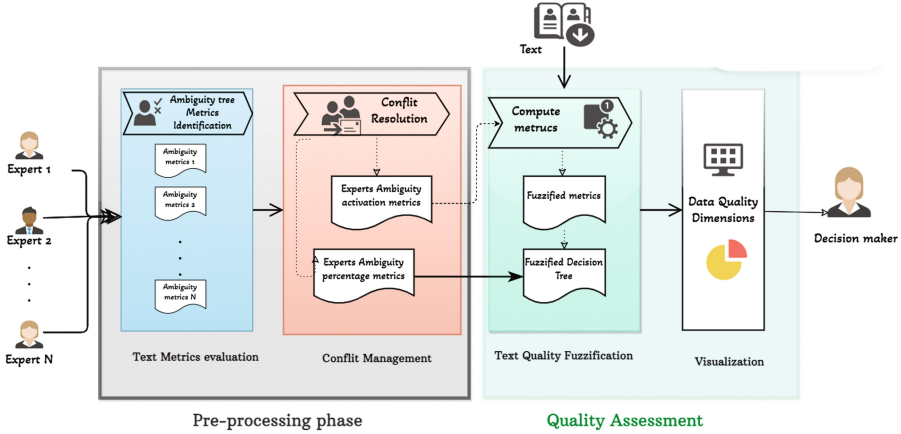 Text
Ambiguity tree
Metrics
Identification
Conflit
Resolution
Compute
metrucs
1
Expert 1
Expert 2
Expert N
Ambiguity
metrics 1
Ambiguity
metrics 2
Ambiguity
metrics N
Experts Ambiguity
activation metrics
Experts Ambiguity
percentage metrics
Fuzzified metrics
Fuzzified Decision
Tree
Data Quality
Dimensions
Decision maker
Text Metrics evaluation
Conflit Management
Text Quality Fuzzification
Visualization
Pre-processing phase
Quality Assessment